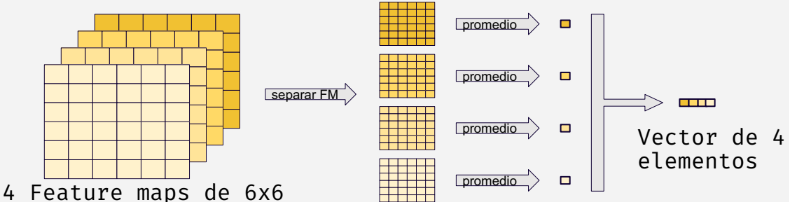 promedio
promedio
separar FM
promedio
Vector de 4
elementos
promedio
4 Feature maps de 6x6